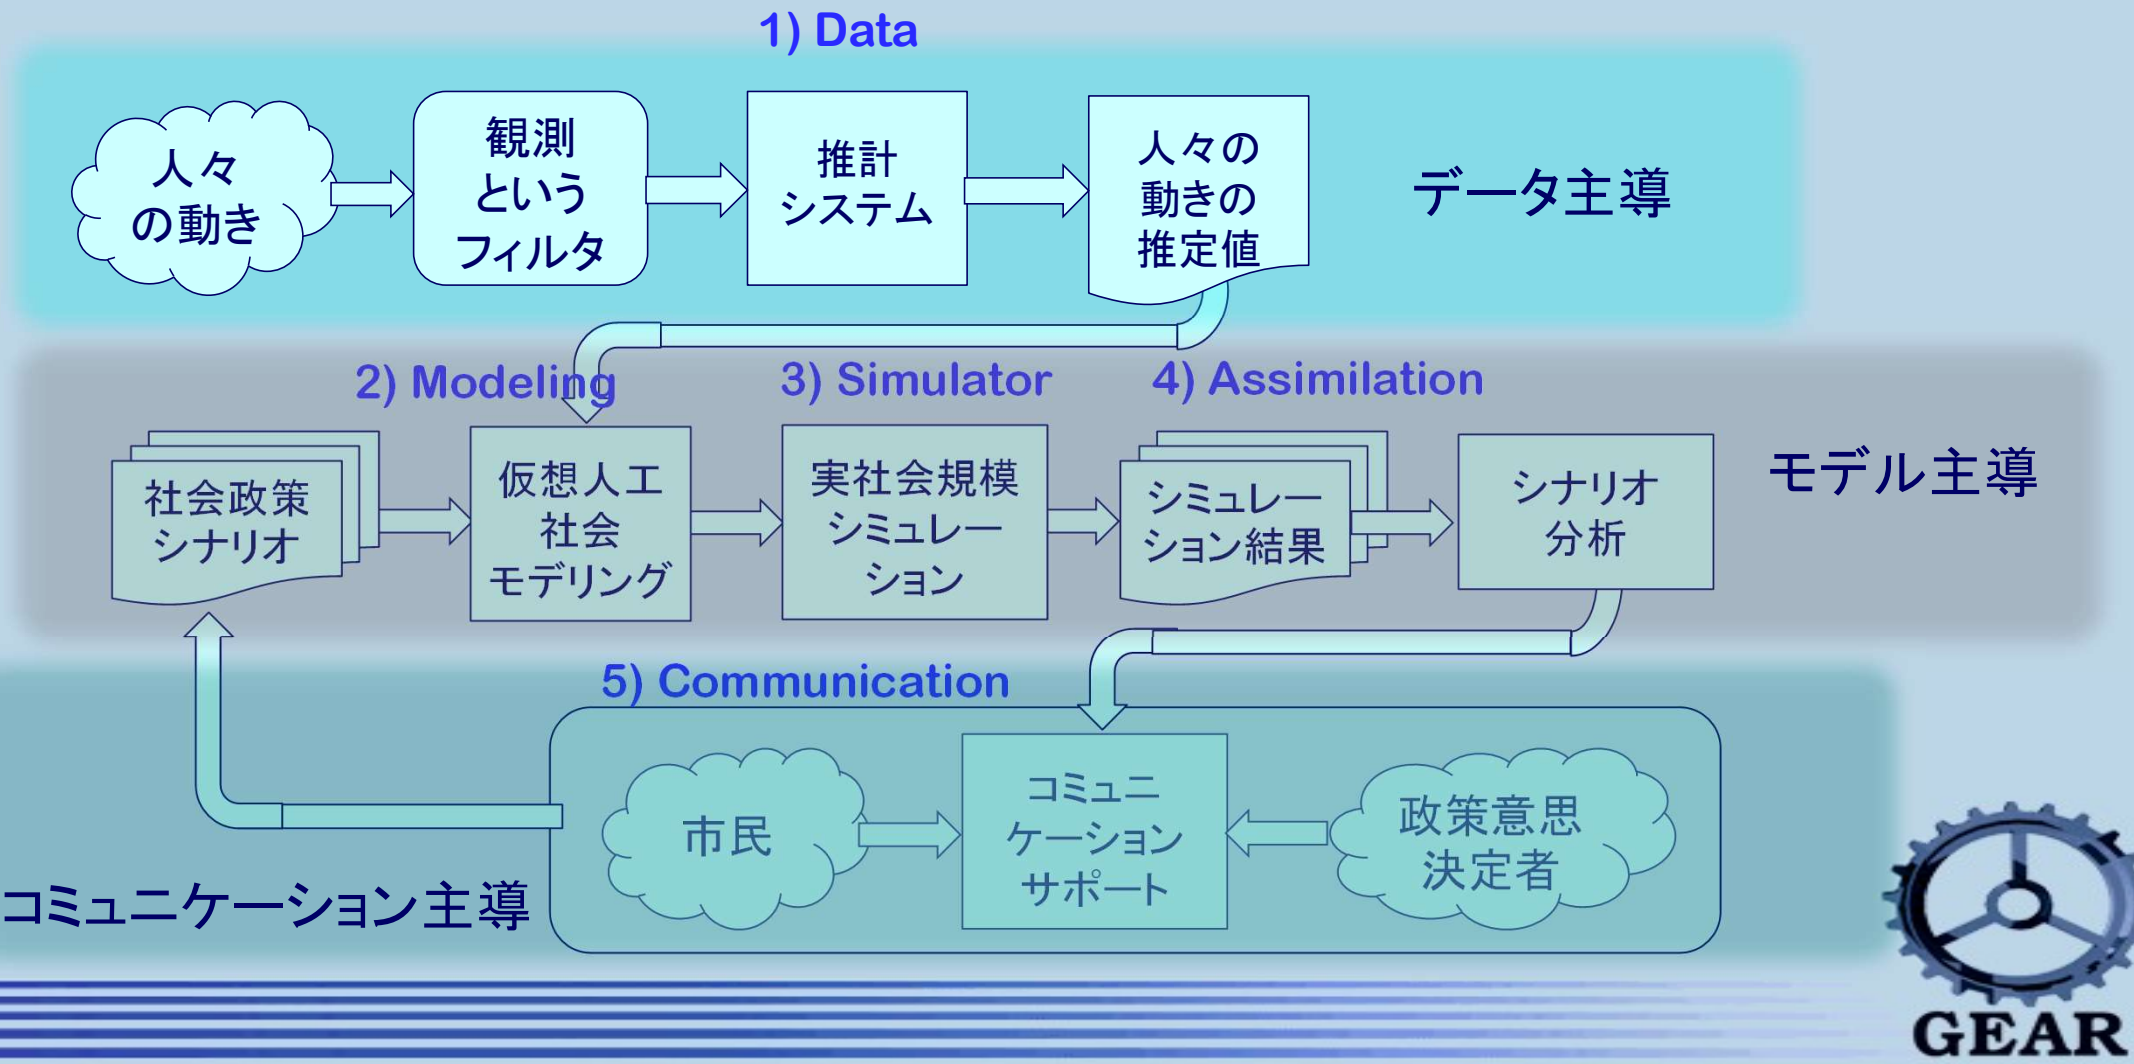 1) Data
人々
の動き
観測
という
フィルタ
推計
システム
人々の
動きの
推定値
データ主導
2) Modeling
3) Simulator
4) Assimilation
社会政策
シナリオ
仮想人工
社会
モデリング
実社会規模
シミュレー
ション
シミュレー
ション結果
シナリオ
分析
モデル主導
5) Communication
市民
コミュニ
ケーション
サポート
政策意思
決定者
コミュニケーション主導
GEAR